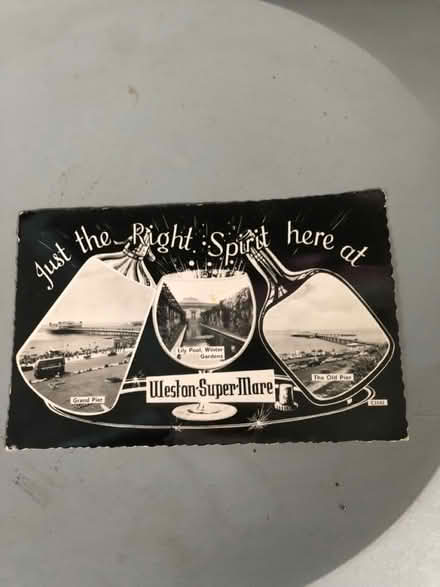 Just the Right Spirit here at
Lily Pool, Winter
Gardens
Grand Pier
The Old Pier
Weston-Super-Mare